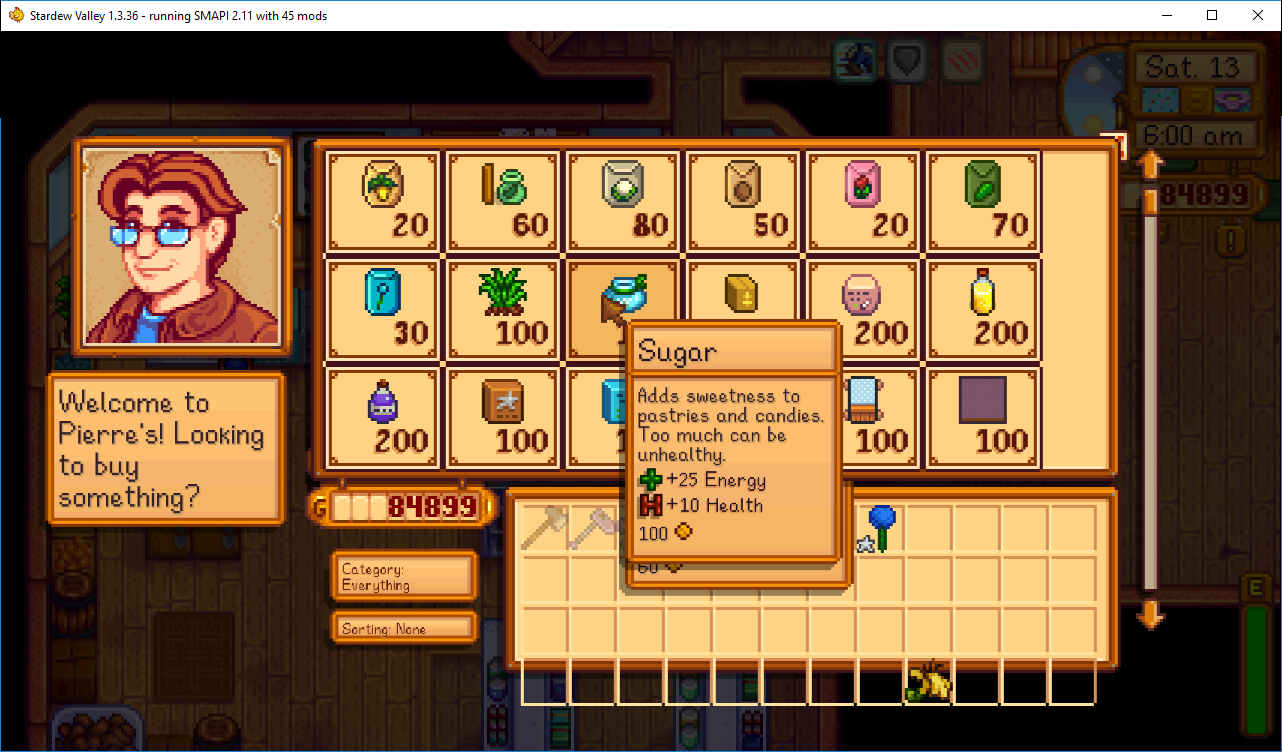 Stardew Valley 1.3.36 - running SMAPI 2.11 with 45 mods
Sat. 13
6:00 am
84899
20 60 80 50 20 70
30 100 1 200 200
200 100 1 100 100
Welcome to
Pierre's! Looking
to buy
something?
Sugar
Adds sweetness to
pastries and candies.
Too much can be
unhealthy.
+25 Energy
+10 Health
100
60
G 84899
Category:
Everything
Sorting: None
E